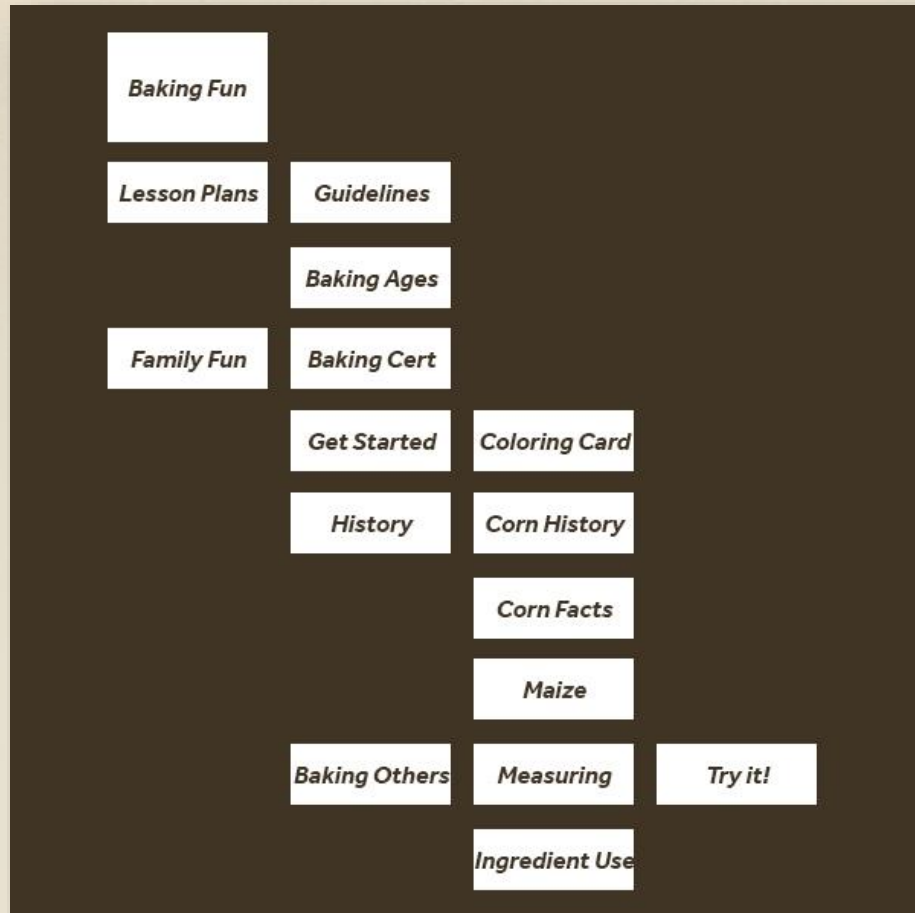 Baking Fun
Lesson Plans
Guidelines
Baking Ages
Family Fun
Baking Cert
Get Started
Coloring Card
History
Corn History
Corn Facts
Maize
Baking Others
Measuring
Try it!
Ingredient Use